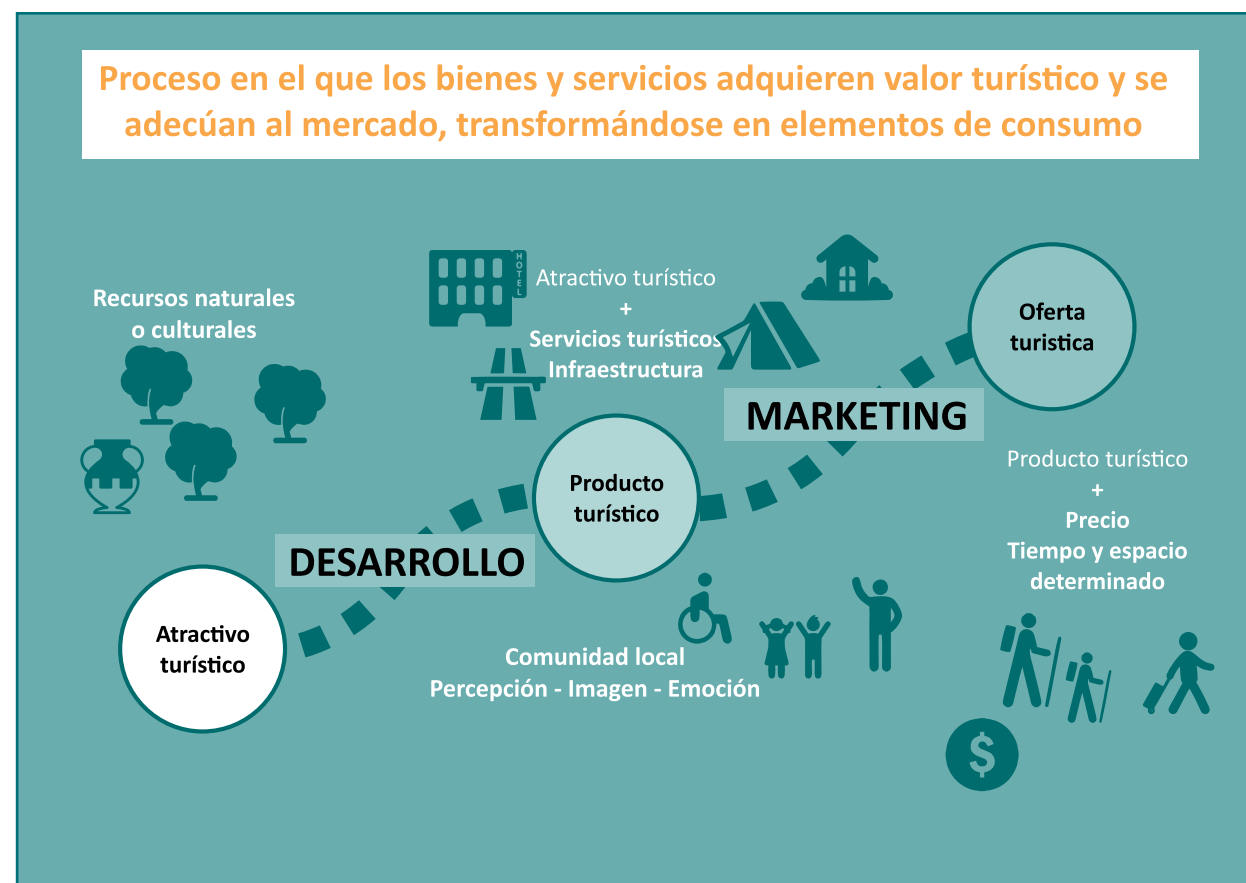 Proceso en el que los bienes y servicios adquieren valor turístico y se
adecúan al mercado, transformándose en elementos de consumo
Recursos naturales
o culturales
HOTEL
Atractivo turístico
+
Servicios turísticos
Infraestructura
Oferta
turistica
MARKETING
Producto turístico
+
Precio
Tiempo y espacio
determinado
Producto
turístico
DESARROLLO
Atractivo
turístico
Comunidad local
Percepción - Imagen - Emoción
$